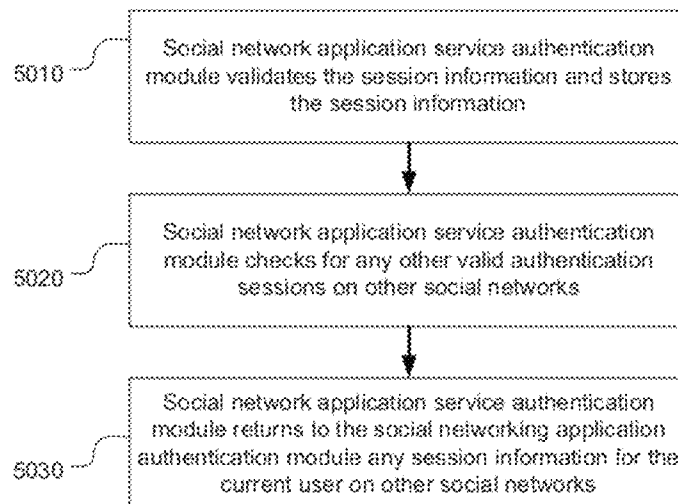 5010
Social network application service authentication
module validates the session information and stores
the session information
5020
Social network application service authentication
module checks for any other valid authentication
sessions on other social networks
5030
Social network application service authentication
module returns to the social networking application
authentication module any session information for the
current user on other social networks